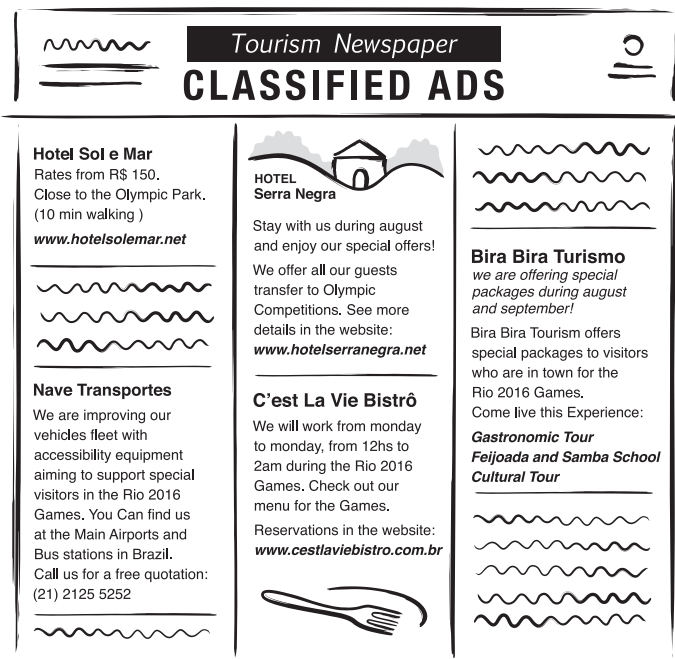 Tourism Newspaper
CLASSIFIED ADS
Hotel Sol e Mar
Rates from R$ 150.
Close to the Olympic Park.
(10 min walking )
www.hotelsolemar.net
Nave Transportes
We are improving our
vehicles fleet with
accessibility equipment
aiming to support special
visitors in the Rio 2016
Games. You Can find us
at the Main Airports and
Bus stations in Brazil.
Call us for a free quotation:
(21) 2125 5252
HOTEL
Serra Negra
Stay with us during august
and enjoy our special offers!
We offer all our guests
transfer to Olympic
Competitions. See more
details in the website:
www.hotelserranegra.net
C'est La Vie Bistrô
We will work from monday
to monday, from 12hs to
2am during the Rio 2016
Games. Check out our
menu for the Games.
Reservations in the website:
www.cestlaviebistro.com.br
Bira Bira Turismo
we are offering special
packages during august
and september!
Bira Bira Tourism offers
special packages to visitors
who are in town for the
Rio 2016 Games.
Come live this Experience:
Gastronomic Tour
Feijoada and Samba School
Cultural Tour